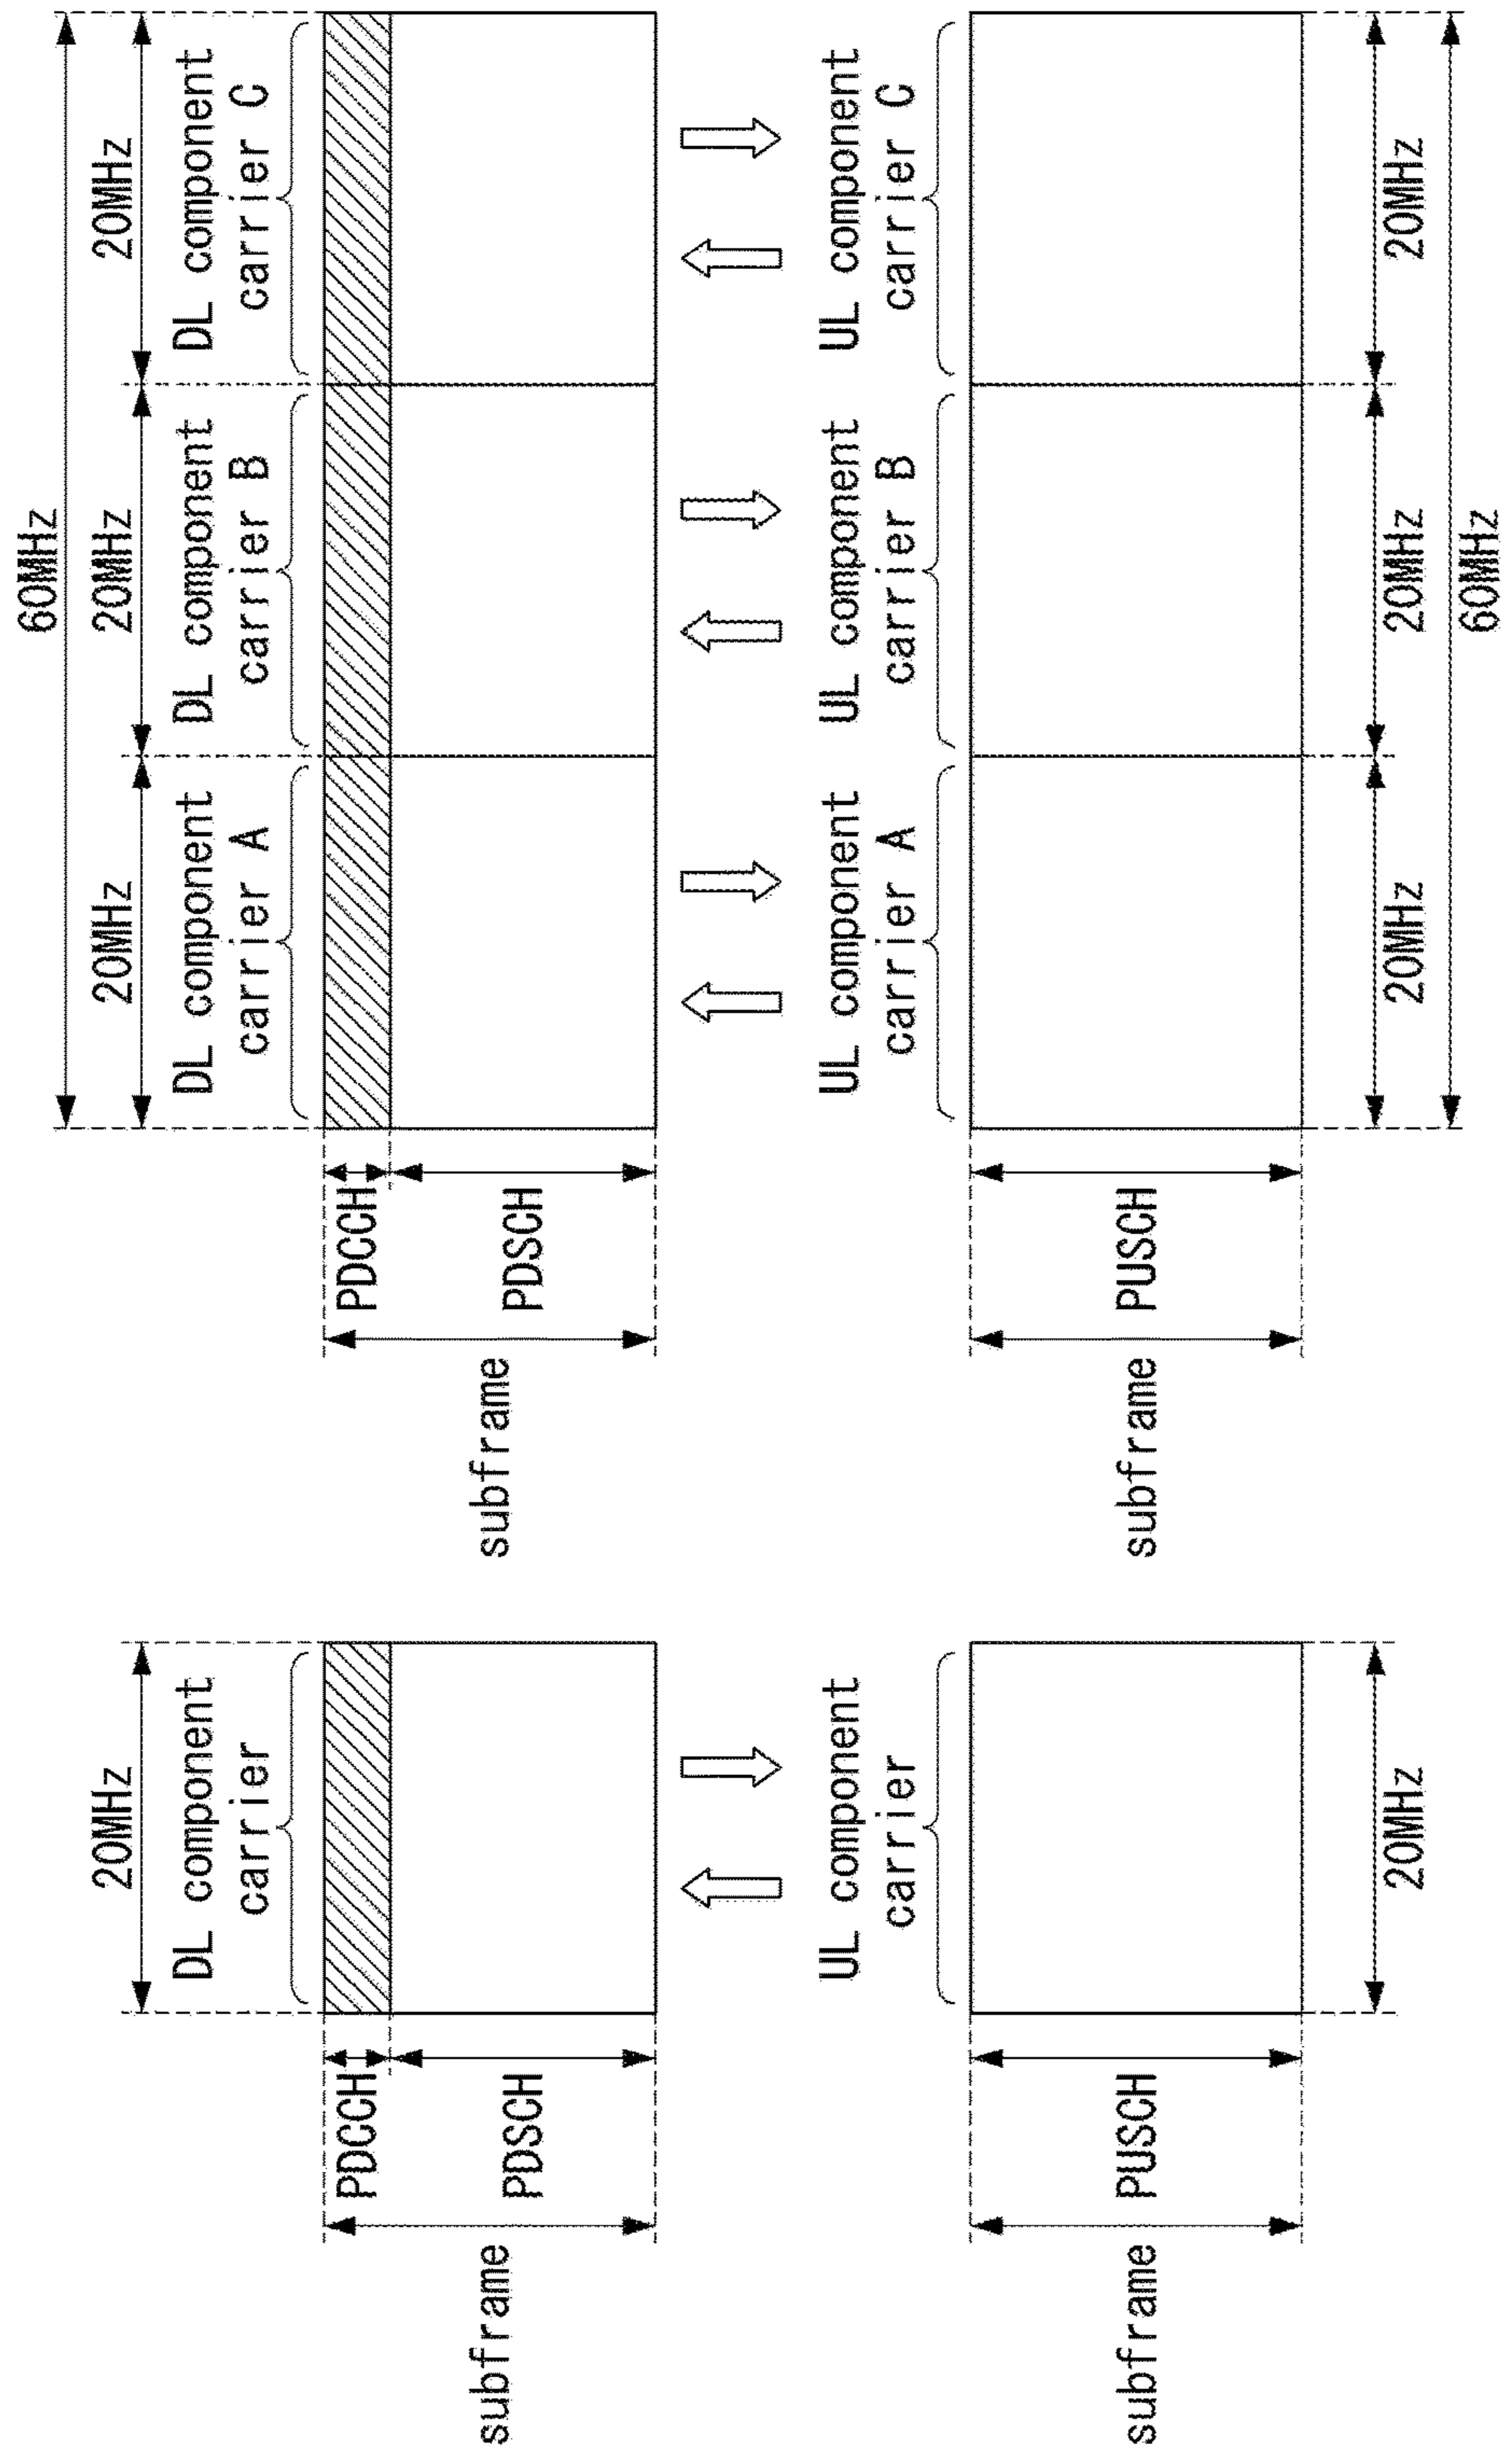 20MHz
DL component
carrier
PDCCH
PDSCH
subframe
UL component
carrier
PUSCH
subframe
20MHz
60MHz
20MHz
20MHz
20MHz
DL component
carrier A
DL component
carrier B
DL component
carrier C
PDCCH
PDSCH
subframe
UL component
carrier A
UL component
carrier B
UL component
carrier C
PUSCH
subframe
20MHz
20MHz
20MHz
60MHz